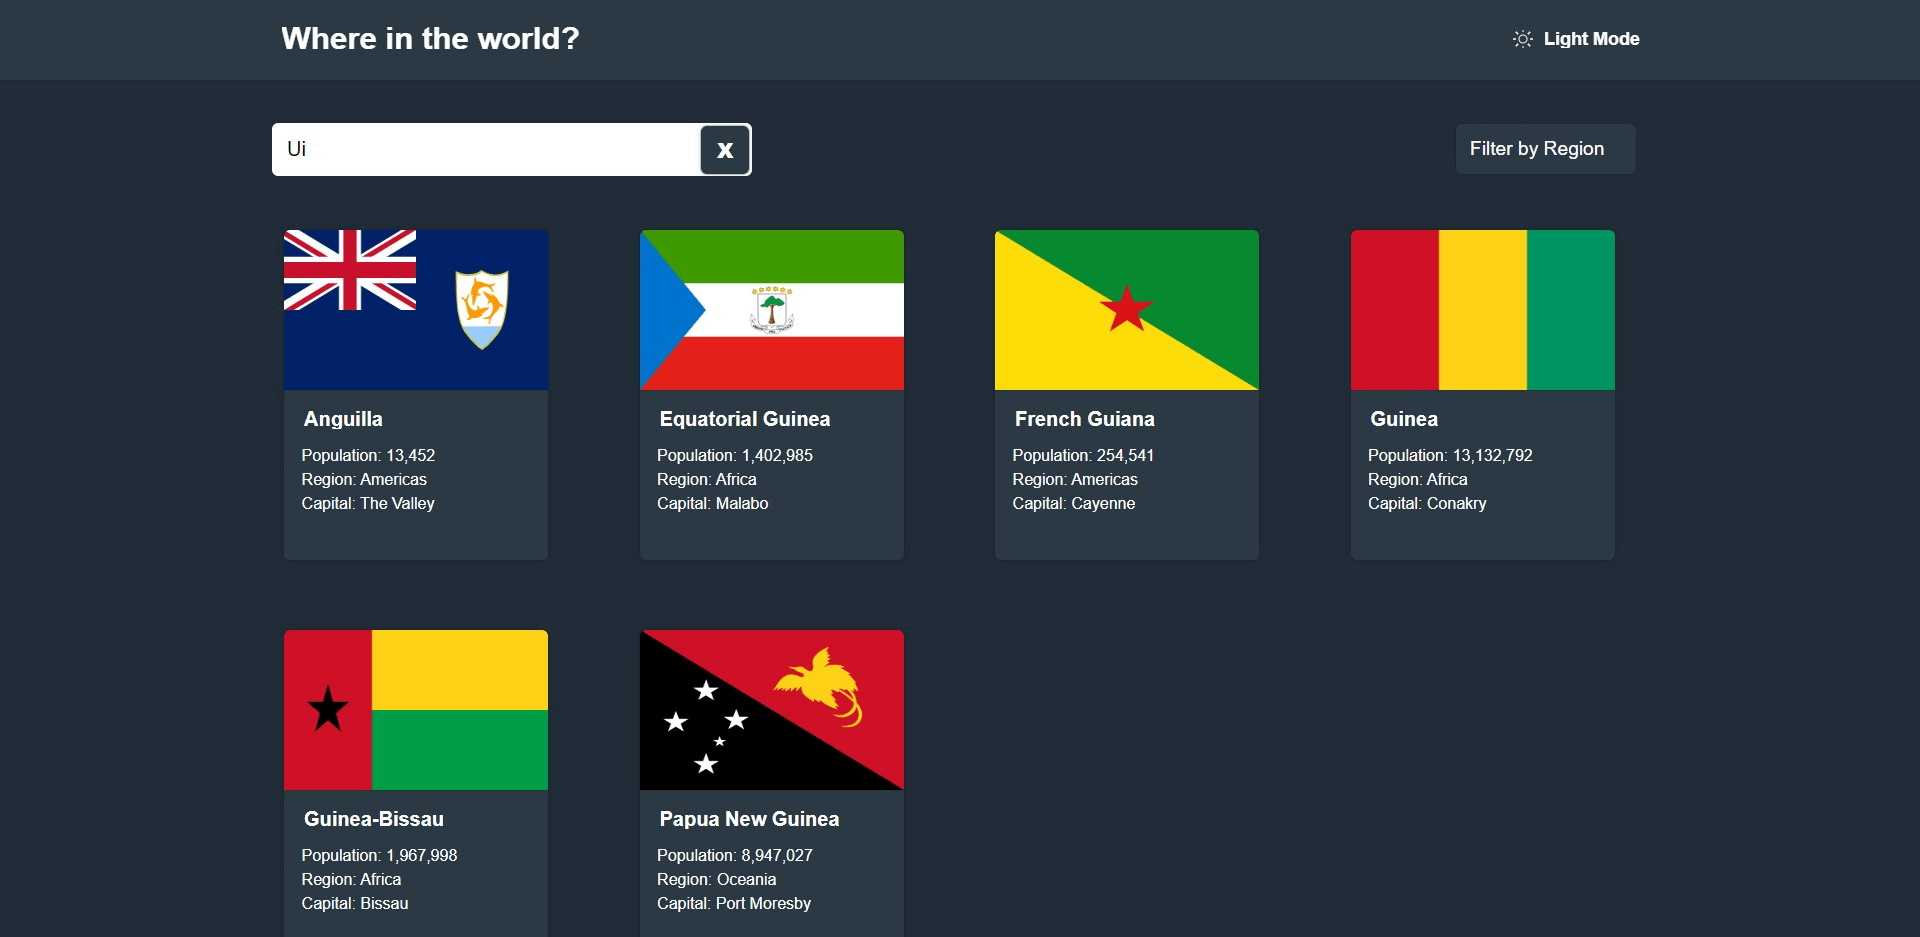 Where in the world?
Light Mode
Ui
X
Filter by Region
Anguilla
Population: 13,452
Region: Americas
Capital: The Valley
Equatorial Guinea
Population: 1,402,985
Region: Africa
Capital: Malabo
French Guiana
Population: 254,541
Region: Americas
Capital: Cayenne
Guinea
Population: 13,132,792
Region: Africa
Capital: Conakry
Guinea-Bissau
Population: 1,967,998
Region: Africa
Capital: Bissau
Papua New Guinea
Population: 8,947,027
Region: Oceania
Capital: Port Moresby